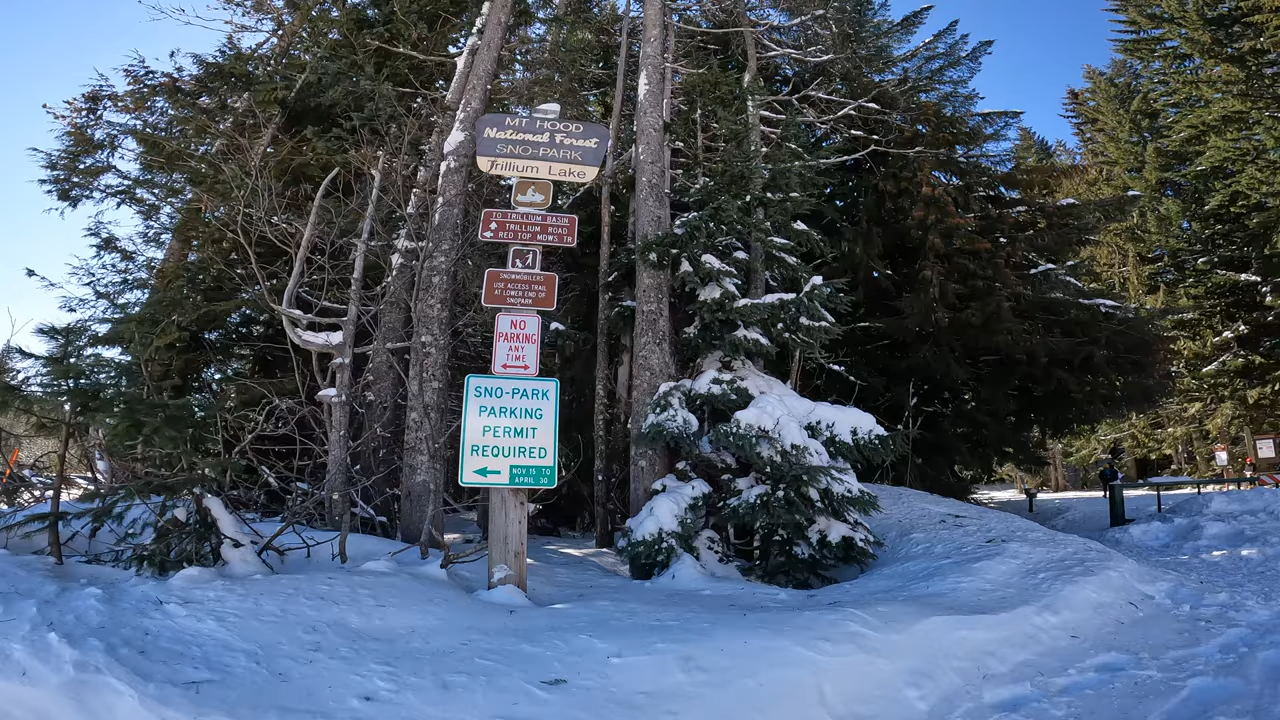 MT HOOD
National Forest
SNO-PARK
Trillium Lake
TO TRILLIUM BASIN
TRILLIUM ROAD
RED TOP MDWS TR
SNOWMOBILERS
USE ACCESS TRAIL
AT LOWER END OF
SNOPARK
NO
PARKING
ANY
TIME
SNO-PARK
PARKING
PERMIT
REQUIRED
NOV 15 TO
APRIL 30